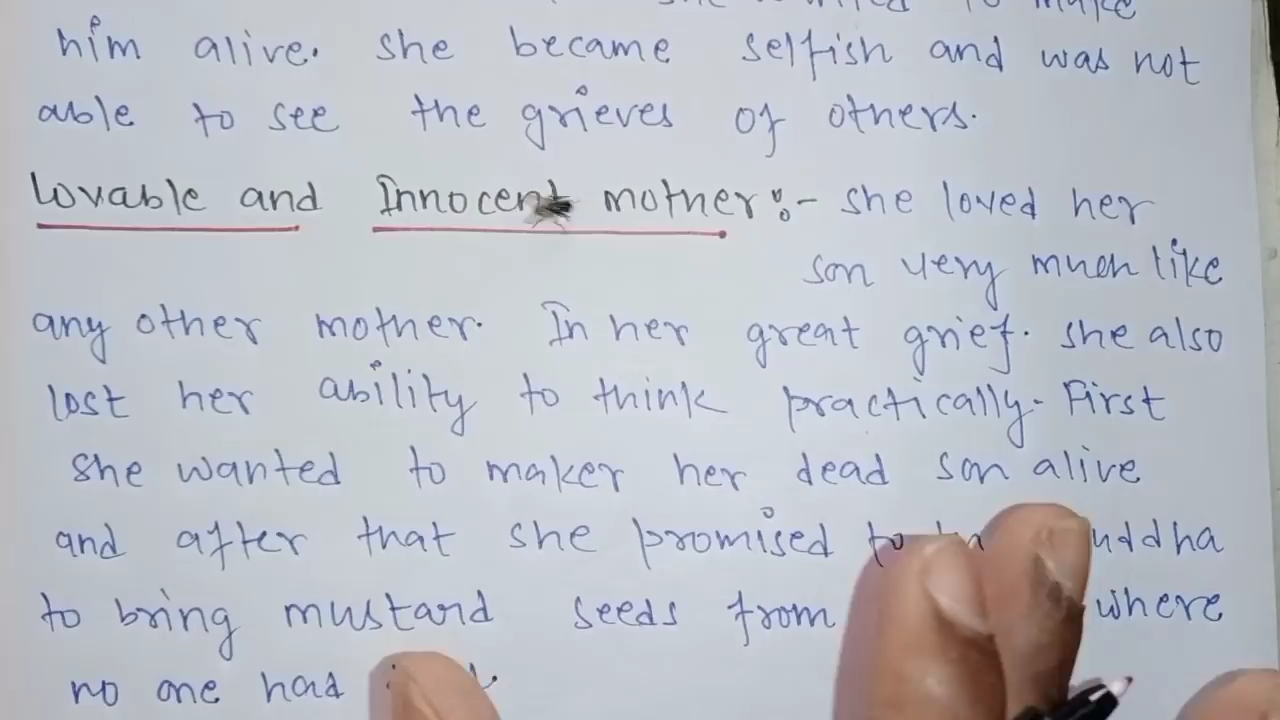 to make
him alive. she became selfish and was not
able to see the grieves of others.
Lovable and Innocent mother:- she loved her
son very much like
any other mother. In her great grief. she also
lost her ability to think practically. First
she wanted to maker her dead son alive
and after that she promised to
to bring mustard seeds from where
no one had